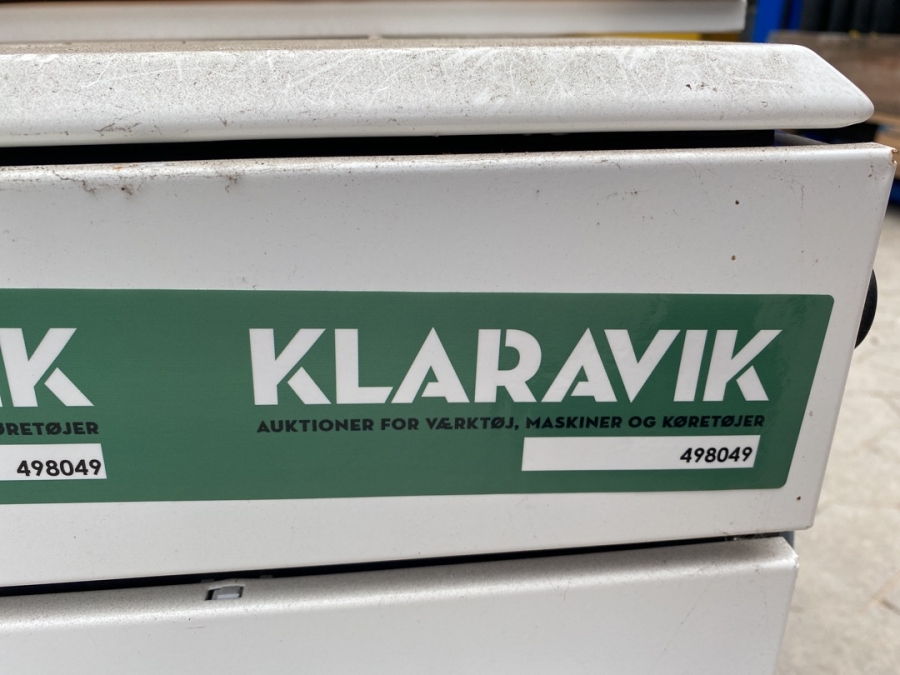 KLARAVIK
AUKTIONER FOR VÆRKTØJ, MASKINER OG KØRETØJER
498049
498049